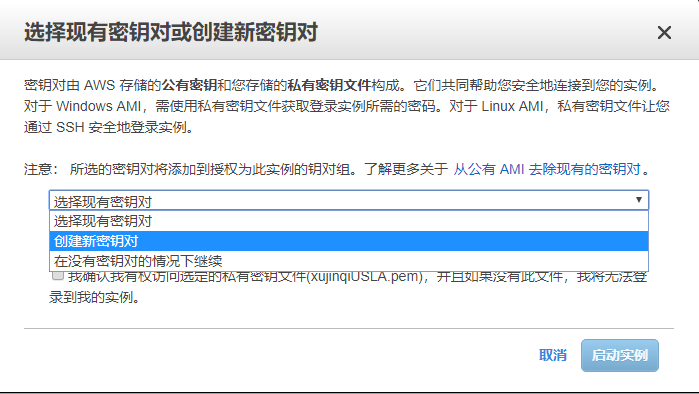 选择现有密钥对或创建新密钥对
密钥对由 AWS 存储的公有密钥和您存储的私有密钥文件构成。它们共同帮助您安全地连接到您的实例。
对于 Windows AMI，需使用私有密钥文件获取登录实例所需的密码。对于 Linux AMI，私有密钥文件让您
通过 SSH 安全地登录实例。
注意： 所选的密钥对将添加到授权为此实例的钥对组。了解更多关于 从公有 AMI 去除现有的密钥对。
选择现有密钥对
选择现有密钥对
创建新密钥对
在没有密钥对的情况下继续
我确认我有权访问选定的私有密钥文件(xujinqiUSLA.pem)，并且如果没有此文件，我将无法登
录到我的实例。
取消 启动实例